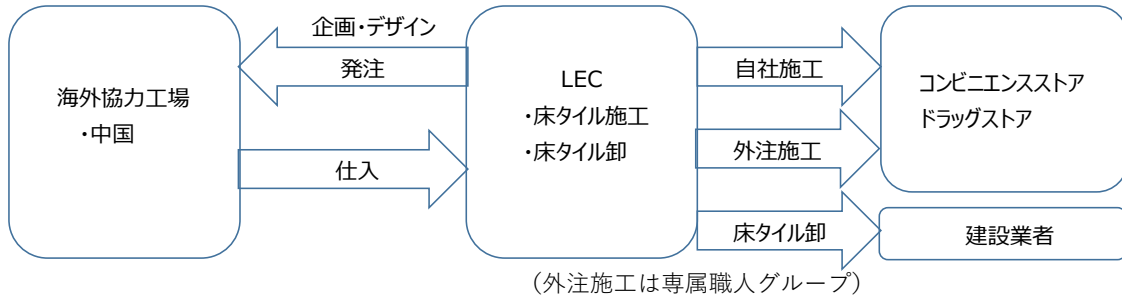 海外協力工場
・中国
企画・デザイン
発注
仕入
LEC
・床タイル施工
・床タイル卸
自社施工
外注施工
床タイル卸
コンビニエンスストア
ドラッグストア
建設業者
（外注施工は専属職人グループ）